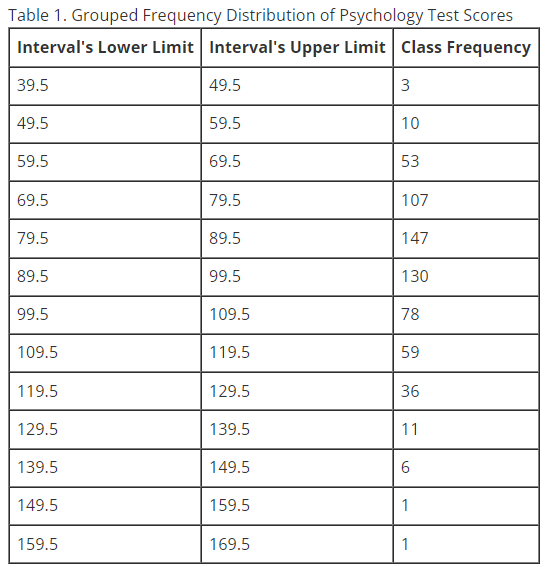 Table 1. Grouped Frequency Distribution of Psychology Test Scores
Interval's Lower Limit Interval's Upper Limit Class Frequency
39.5 49.5 3
49.5 59.5 10
59.5 69.5 53
69.5 79.5 107
79.5 89.5 147
89.5 99.5 130
99.5 109.5 78
109.5 119.5 59
119.5 129.5 36
129.5 139.5 11
139.5 149.5 6
149.5 159.5 1
159.5 169.5 1